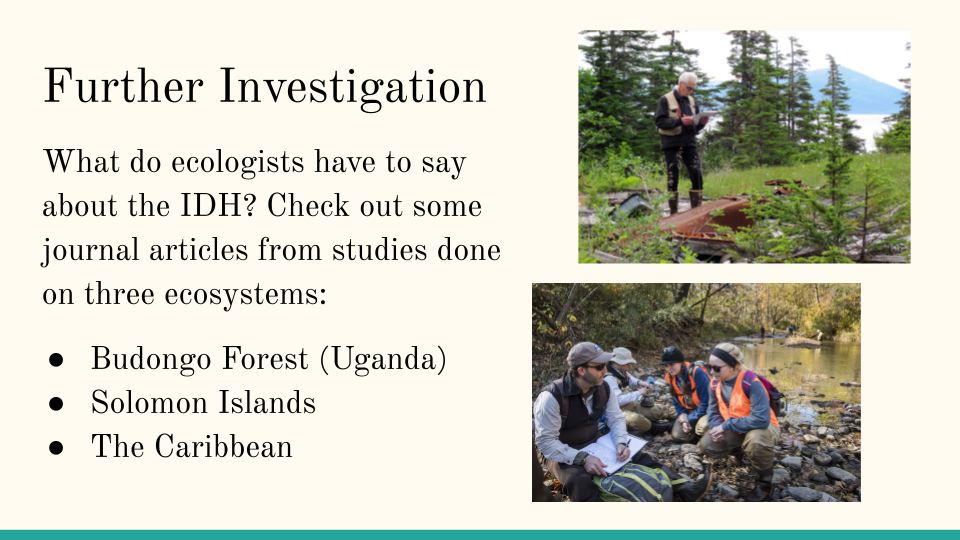 Further Investigation
What do ecologists have to say
about the IDH? Check out some
journal articles from studies done
on three ecosystems:
● Budongo Forest (Uganda)
● Solomon Islands
● The Caribbean